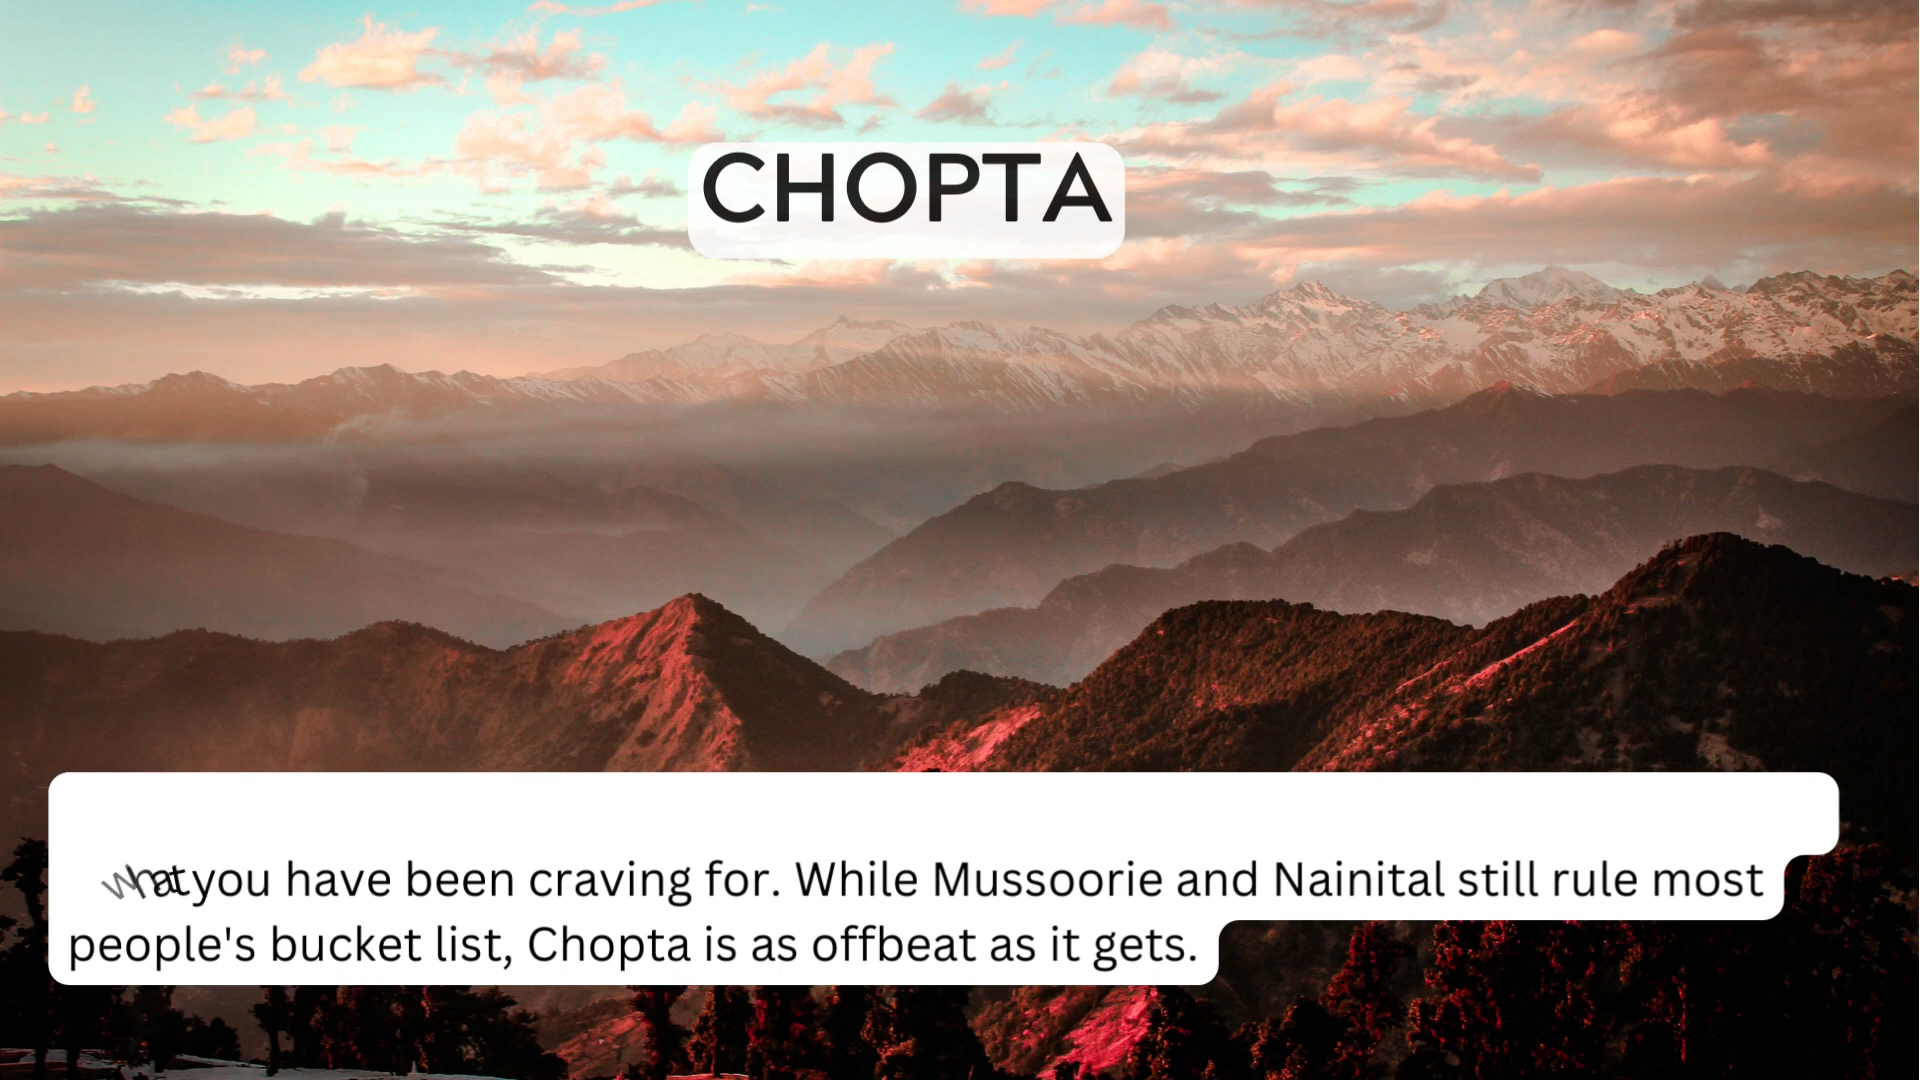 CHOPTA
what you have been craving for. While Mussoorie and Nainital still rule most
people's bucket list, Chopta is as offbeat as it gets.